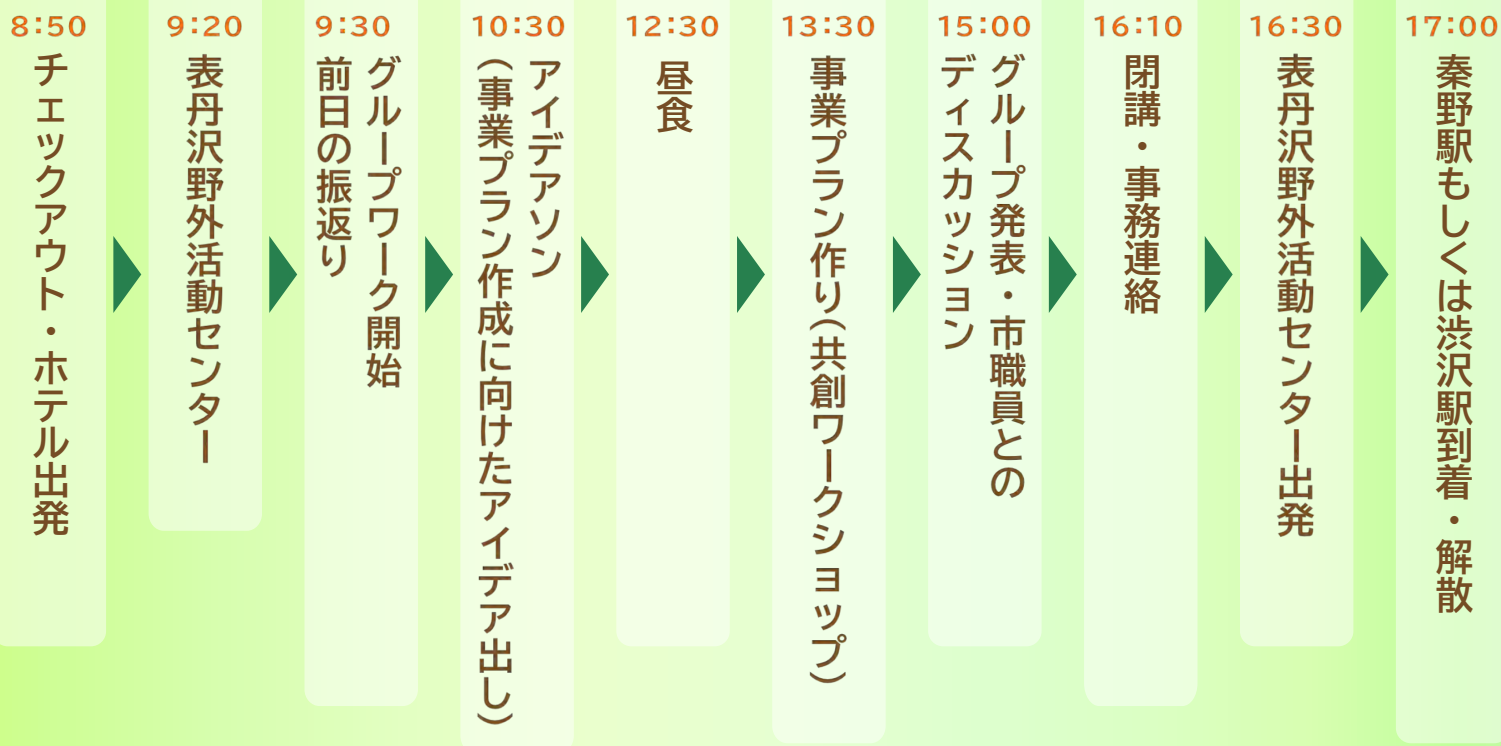 8:50
チェックアウト・ホテル出発
9:20
表丹沢野外活動センター
9:30
グループワーク開始
前日の振返り
10:30
アイデアソン
(事業プラン作成に向けたアイデア出し)
12:30
昼食
13:30
事業プラン作り(共創ワークショップ)
15:00
グループ発表・市職員との
ディスカッション
16:10
閉講・事務連絡
16:30
表丹沢野外活動センター出発
17:00
秦野駅もしくは渋沢駅到着・解散